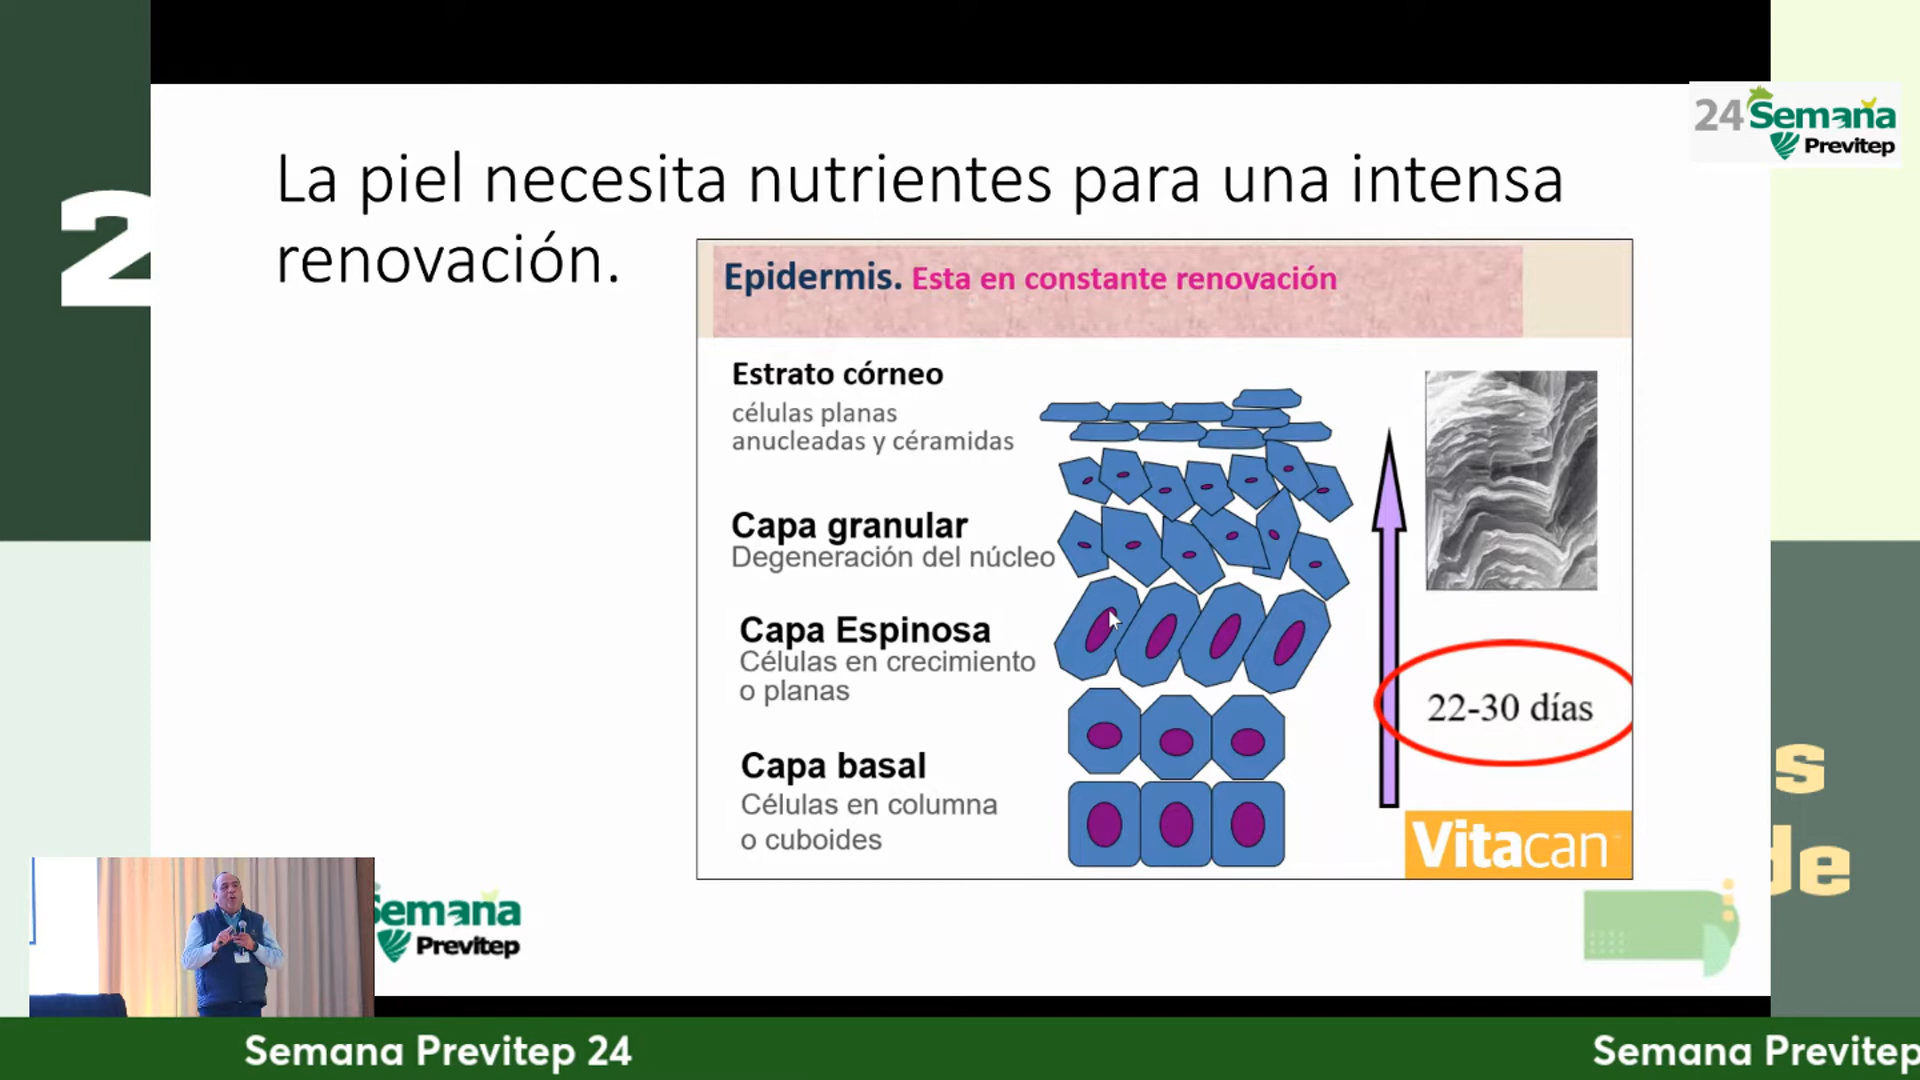 2
24 Semana
Previtep
La piel necesita nutrientes para una intensa
renovación.
Epidermis. Esta en constante renovación
Estrato córneo
células planas
anucleadas y céramidas
Capa granular
Degeneración del núcleo
Capa Espinosa
Células en crecimiento
o planas
Capa basal
Células en columna
o cuboides
22-30 días
Vitacan
s
de
Semana
Previtep
Semana Previtep 24
Semana Previtep